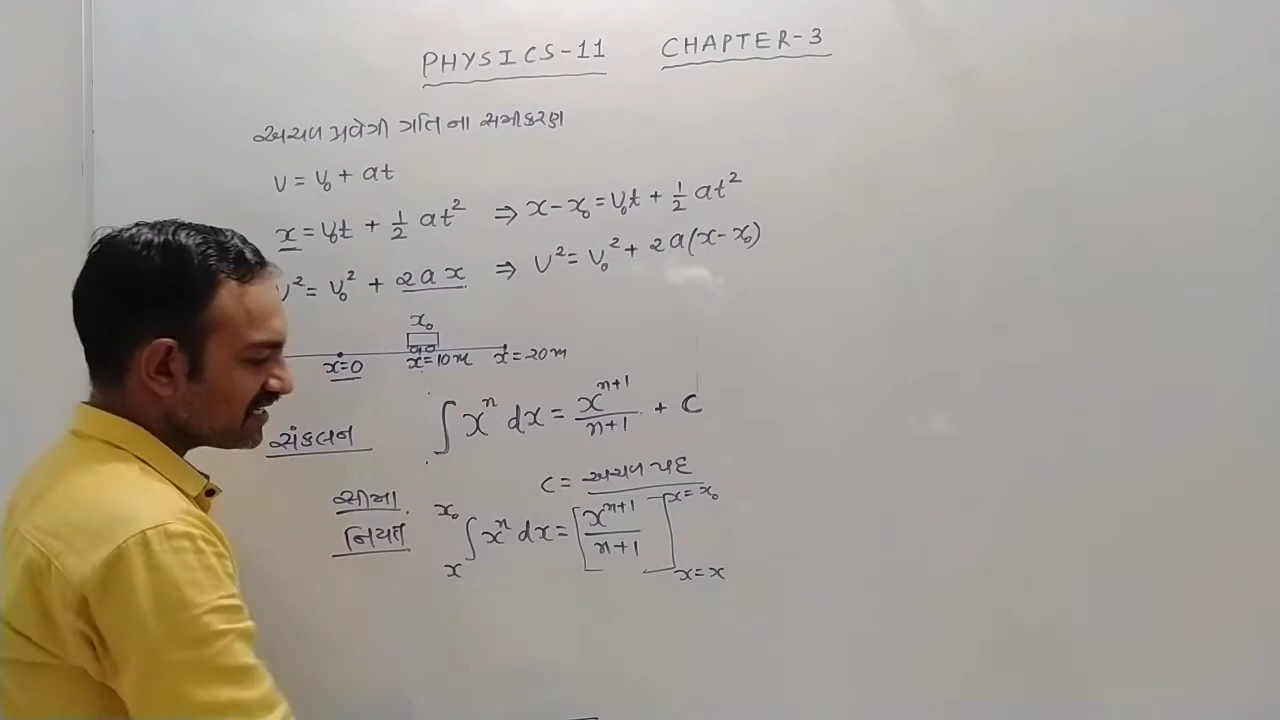 PHYSICS-11 CHAPTER-3
અચળ પ્રવેગી ગતિ ના સમીકરણ
v = v₀ + at
x = v₀t + ½ at² ⇒ x - x₀ = v₀t + ½ at²
v² = v₀² + 2ax ⇒ v² = v₀² + 2a(x - x₀)
x₀
x=0 x=10m x=20m
સંકલન ∫ xⁿ dx = xⁿ⁺¹/n+1 + C
C = અચળ પદ
સીમા
નિયત x₀ ∫ x xⁿ dx = [xⁿ⁺¹/n+1] x=x₀ x=x